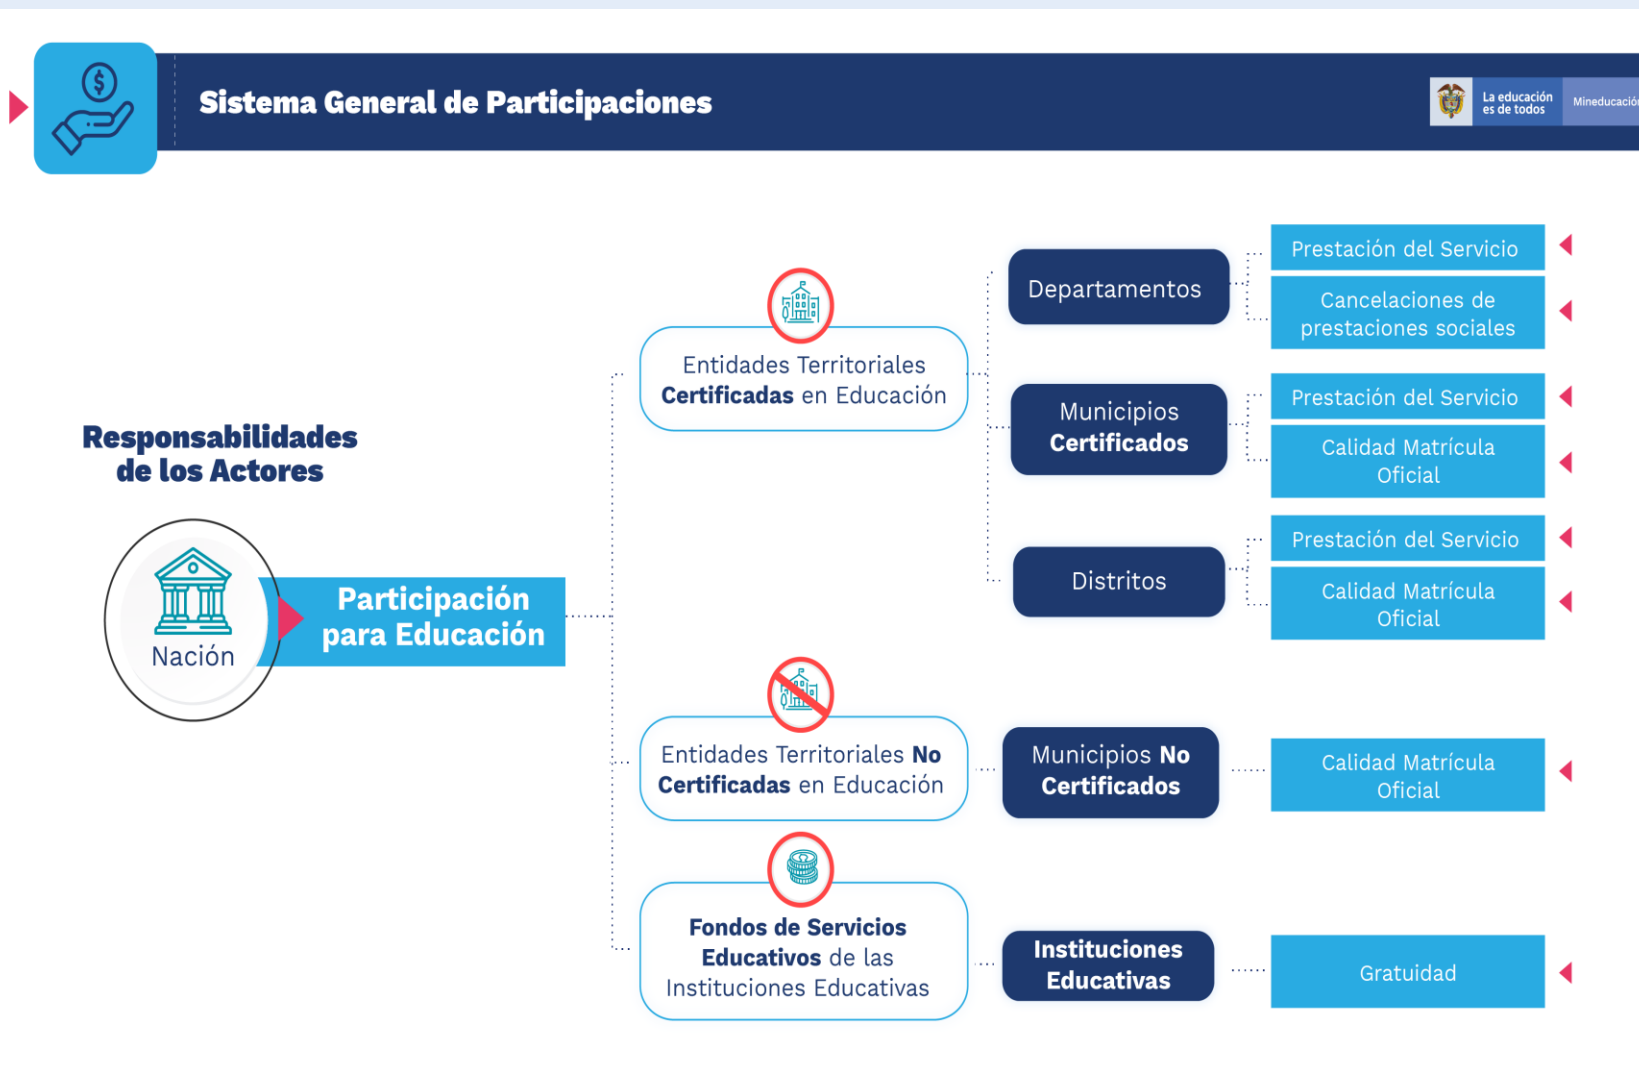 Sistema General de Participaciones
La educación
es de todos
Mineducación
Responsabilidades
de los Actores
Nación
Participación
para Educación
Entidades Territoriales
Certificadas en Educación
Departamentos
Prestación del Servicio
Cancelaciones de
prestaciones sociales
Municipios
Certificados
Prestación del Servicio
Calidad Matrícula
Oficial
Distritos
Prestación del Servicio
Calidad Matrícula
Oficial
Entidades Territoriales No
Certificadas en Educación
Municipios No
Certificados
Calidad Matrícula
Oficial
Fondos de Servicios
Educativos de las
Instituciones Educativas
Instituciones
Educativas
Gratuidad